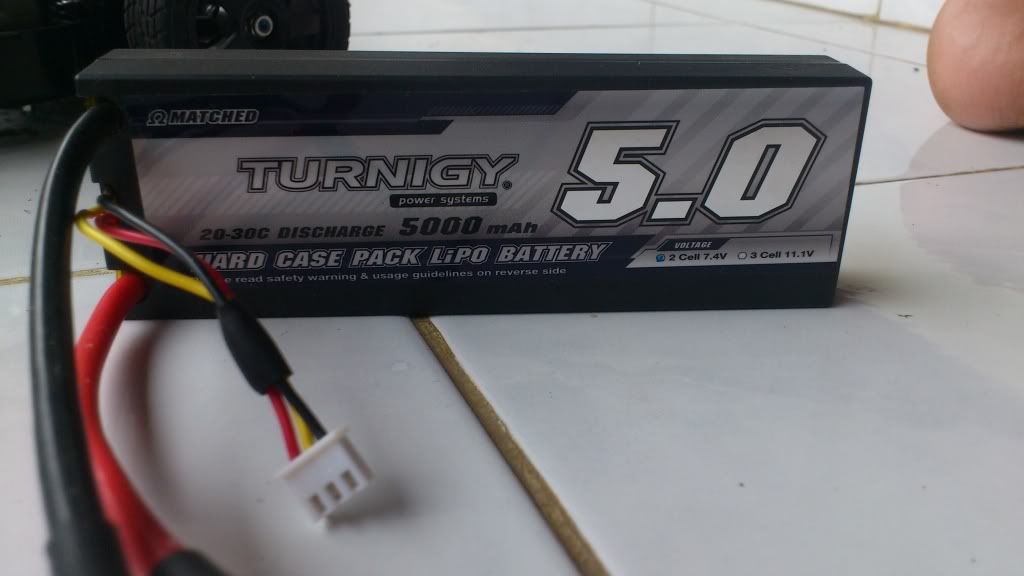 Ω MATCHED
TURNIGY®
power systems
5.0
20-30C DISCHARGE 5000 mAh
HARD CASE PACK LiPO BATTERY
read safety warning & usage guidelines on reverse side
VOLTAGE
2 Cell 7.4V 3 Cell 11.1V